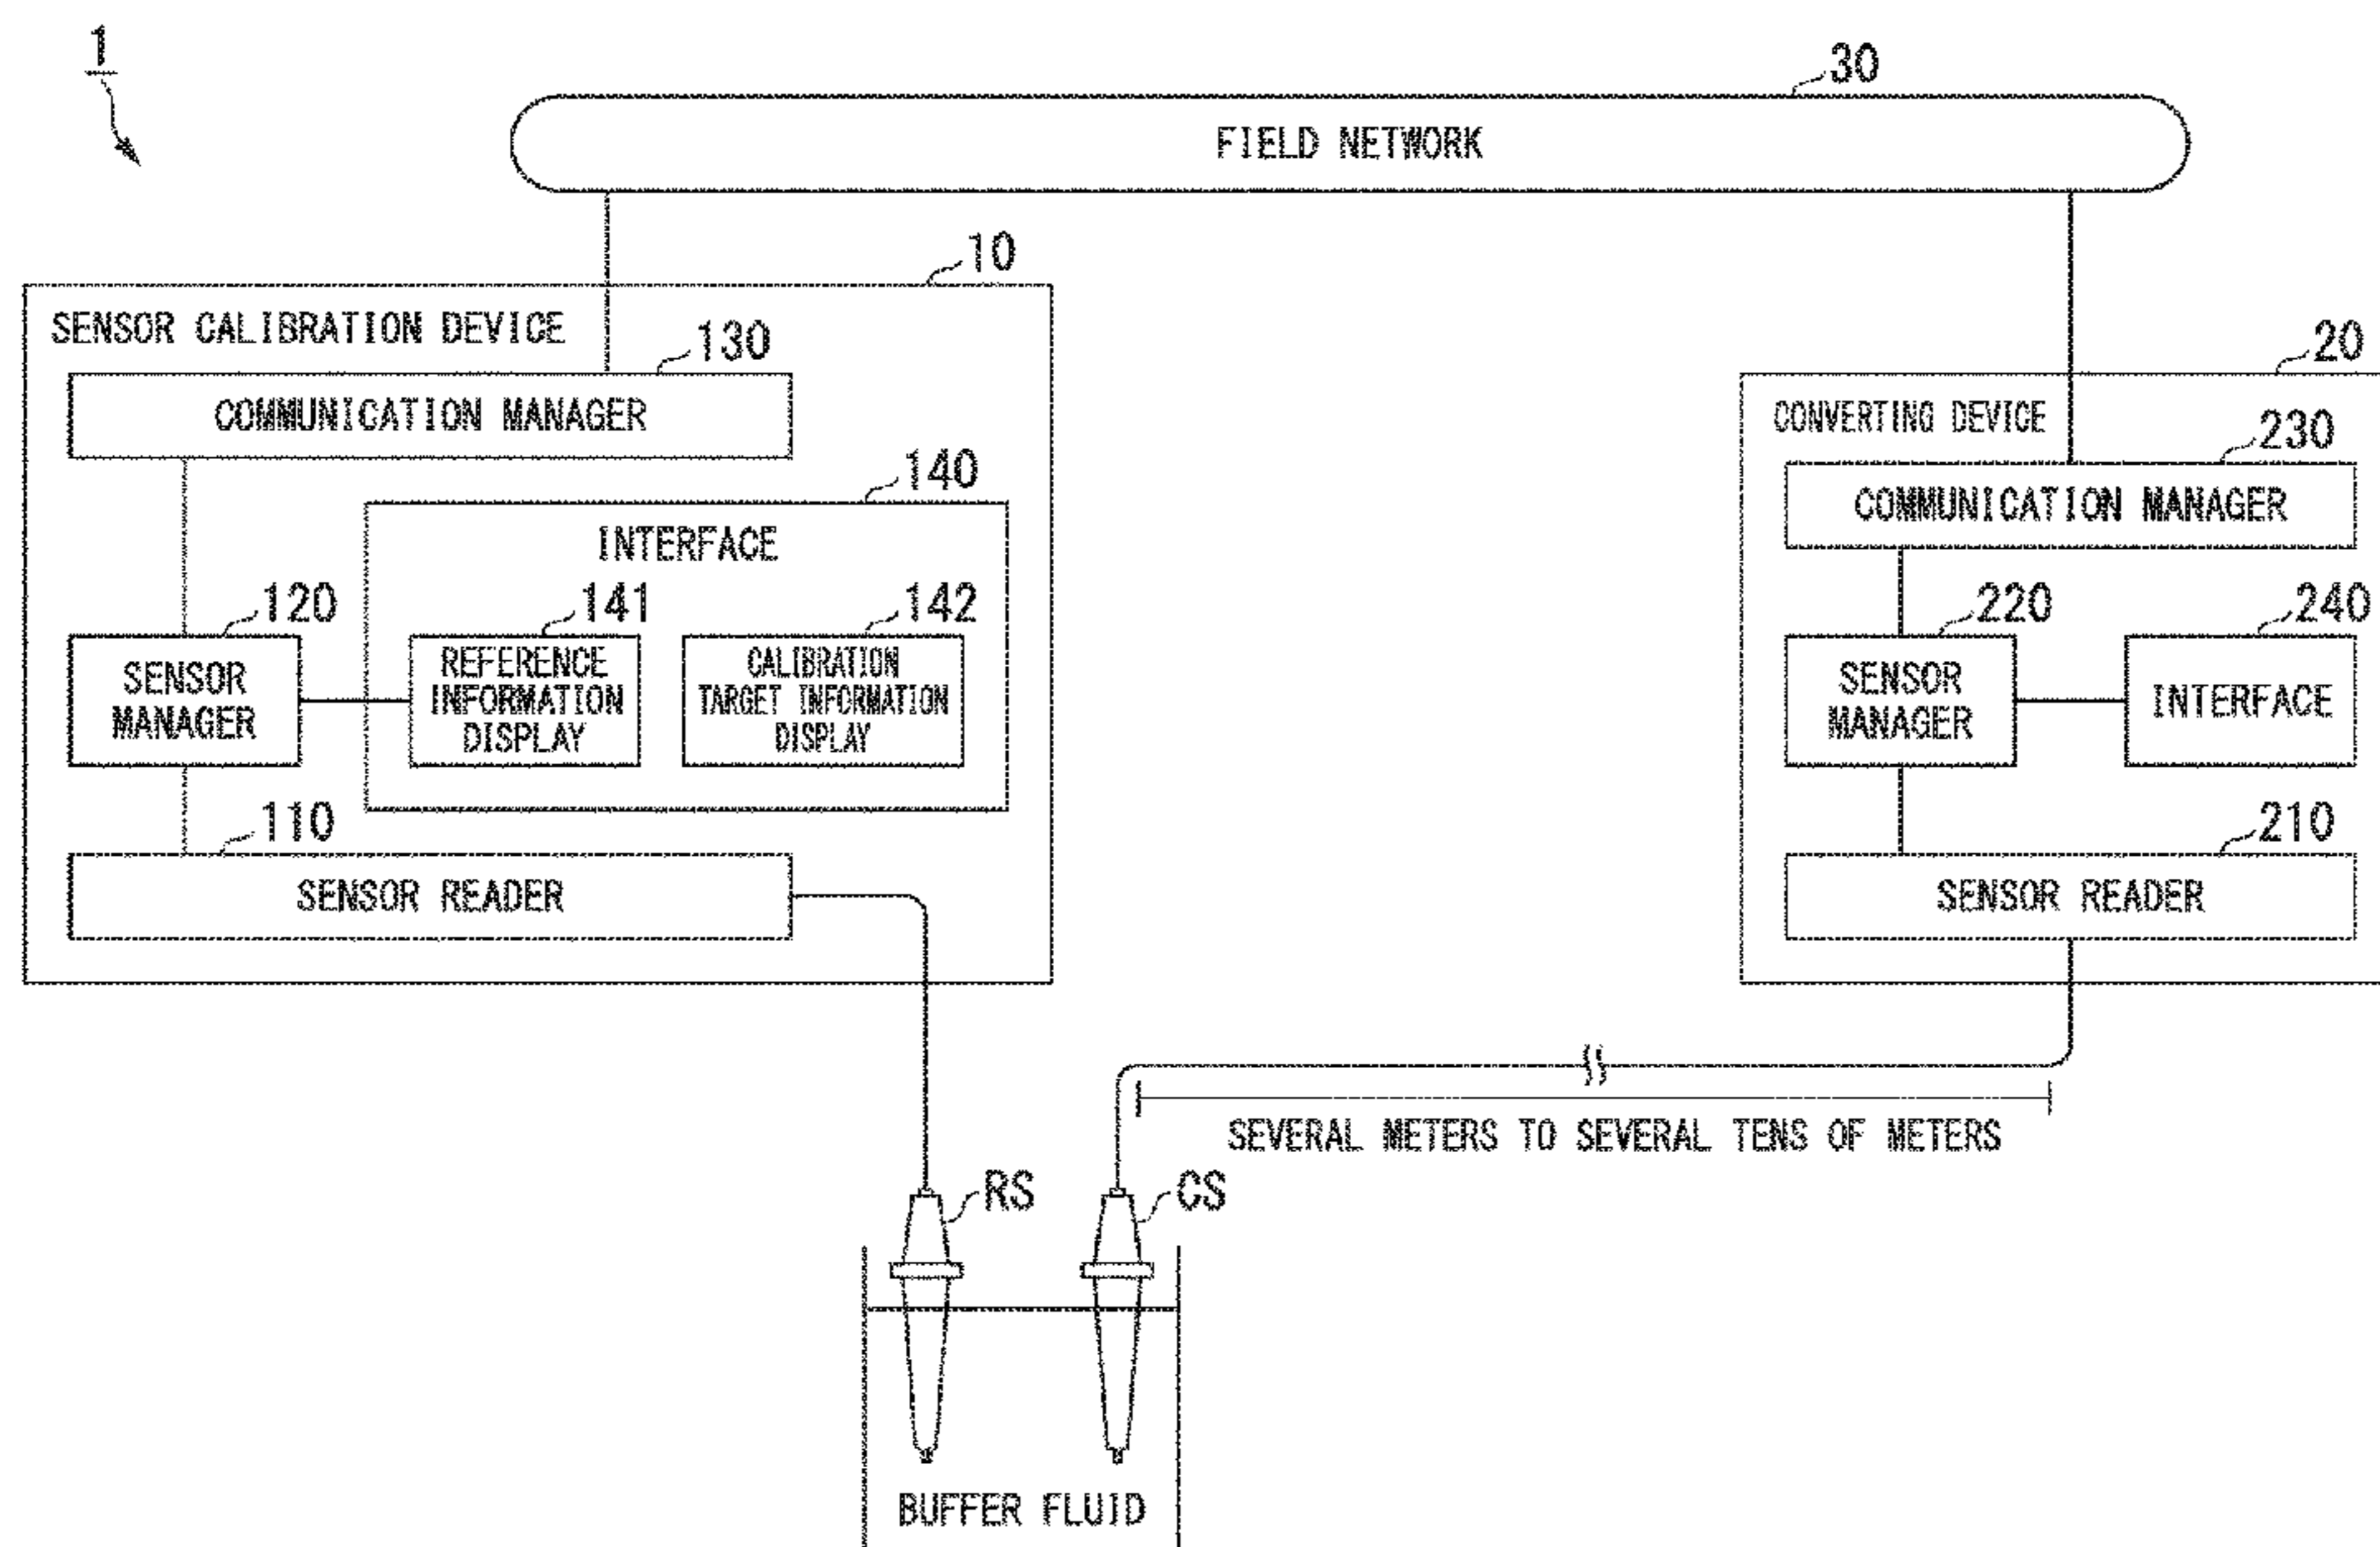 1
30
FIELD NETWORK
10
SENSOR CALIBRATION DEVICE
130
COMMUNICATION MANAGER
140
INTERFACE
120
SENSOR
MANAGER
141
REFERENCE
INFORMATION
DISPLAY
142
CALIBRATION
TARGET INFORMATION
DISPLAY
110
SENSOR READER
20
CONVERTING DEVICE
230
COMMUNICATION MANAGER
220
SENSOR
MANAGER
240
INTERFACE
210
SENSOR READER
SEVERAL METERS TO SEVERAL TENS OF METERS
RS
CS
BUFFER FLUID